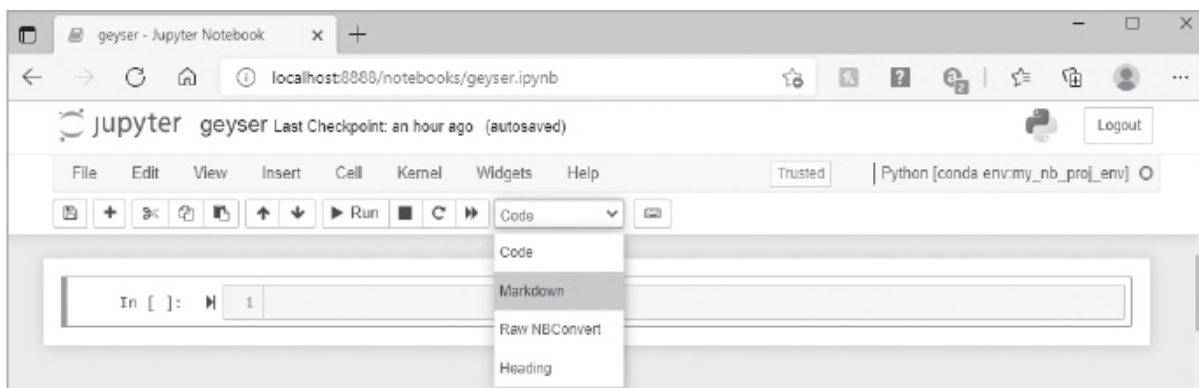 geyser - Jupyter Notebook
localhost:8888/notebooks/geyser.ipynb
jupyter geyser Last Checkpoint: an hour ago (autosaved)
Logout
File Edit View Insert Cell Kernel Widgets Help
Trusted
Python [conda env:my_nb_proj_env]
Run
Code
Code
Markdown
Raw NBConvert
Heading
In [ ]: 1